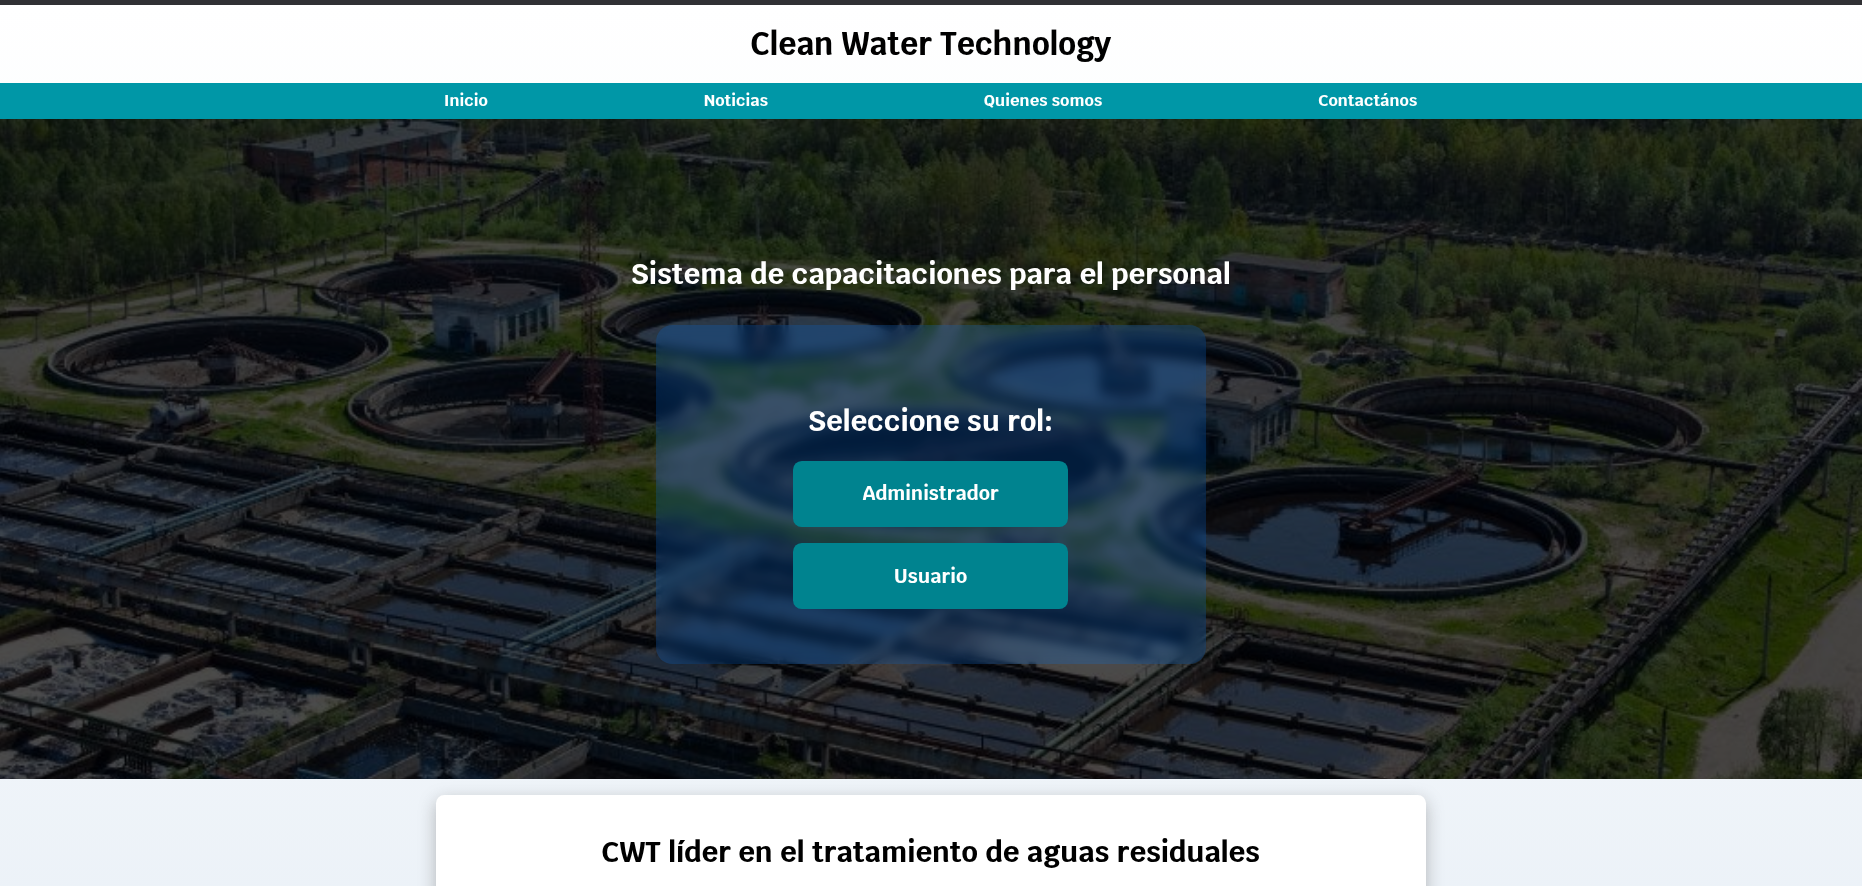 Clean Water Technology
Inicio Noticias Quienes somos Contactános
Sistema de capacitaciones para el personal
Seleccione su rol:
Administrador
Usuario
CWT líder en el tratamiento de aguas residuales